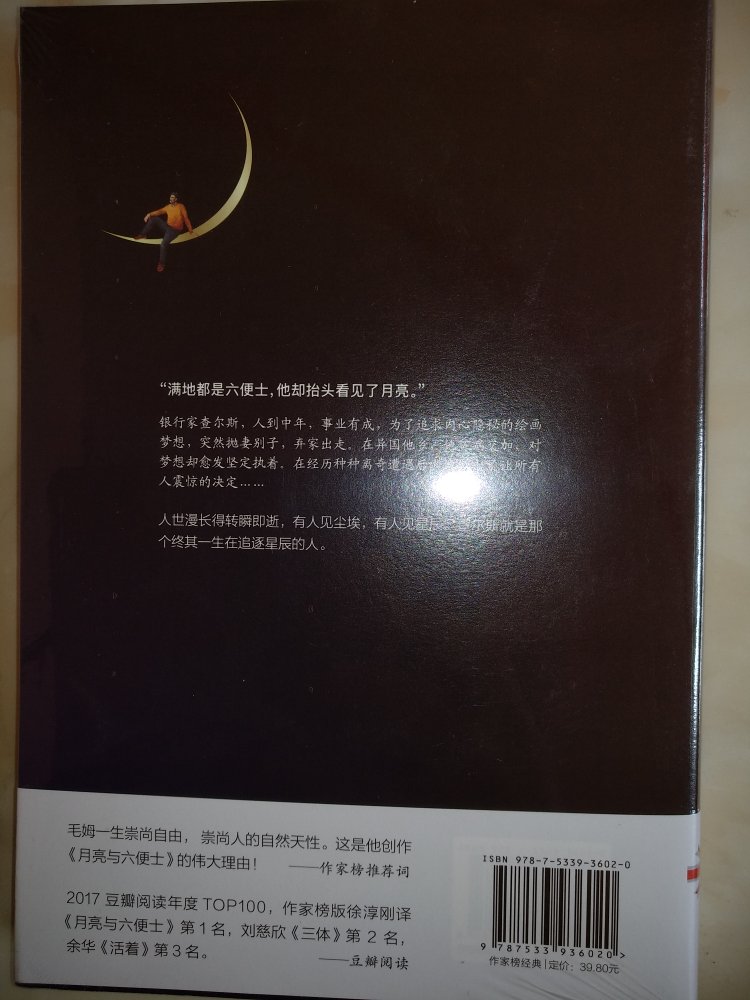 “满地都是六便士，他却抬头看见了月亮。”
银行家查尔斯，人到中年，事业有成，为了追求内心隐秘的绘画
梦想，突然抛妻别子，弃家出走。在异国他乡，
对
梦想却愈发坚定执着。在经历种种离奇遭遇后
让所有
人震惊的决定……
人世漫长得转瞬即逝，有人见尘埃，有人见星辰
就是那
个终其一生在追逐星辰的人。
毛姆一生崇尚自由，崇尚人的自然天性。这是他创作
《月亮与六便士》的伟大理由！ ——作家榜推荐词
2017 豆瓣阅读年度 TOP100，作家榜版徐淳刚译
《月亮与六便士》第 1 名，刘慈欣《三体》第 2 名，
余华《活着》第 3 名。 ——豆瓣阅读
ISBN 978-7-5339-3602-0
9 787533 936020 >
作家榜经典 | 定价：39.80元